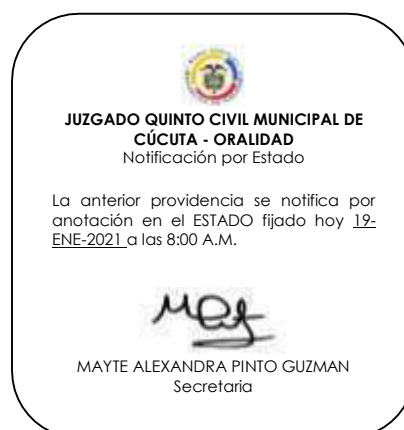 JUZGADO QUINTO CIVIL MUNICIPAL DE
CÚCUTA - ORALIDAD
Notificación por Estado
La anterior providencia se notifica por
anotación en el ESTADO fijado hoy 19-
ENE-2021 a las 8:00 A.M.
MAYTE ALEXANDRA PINTO GUZMAN
Secretaria